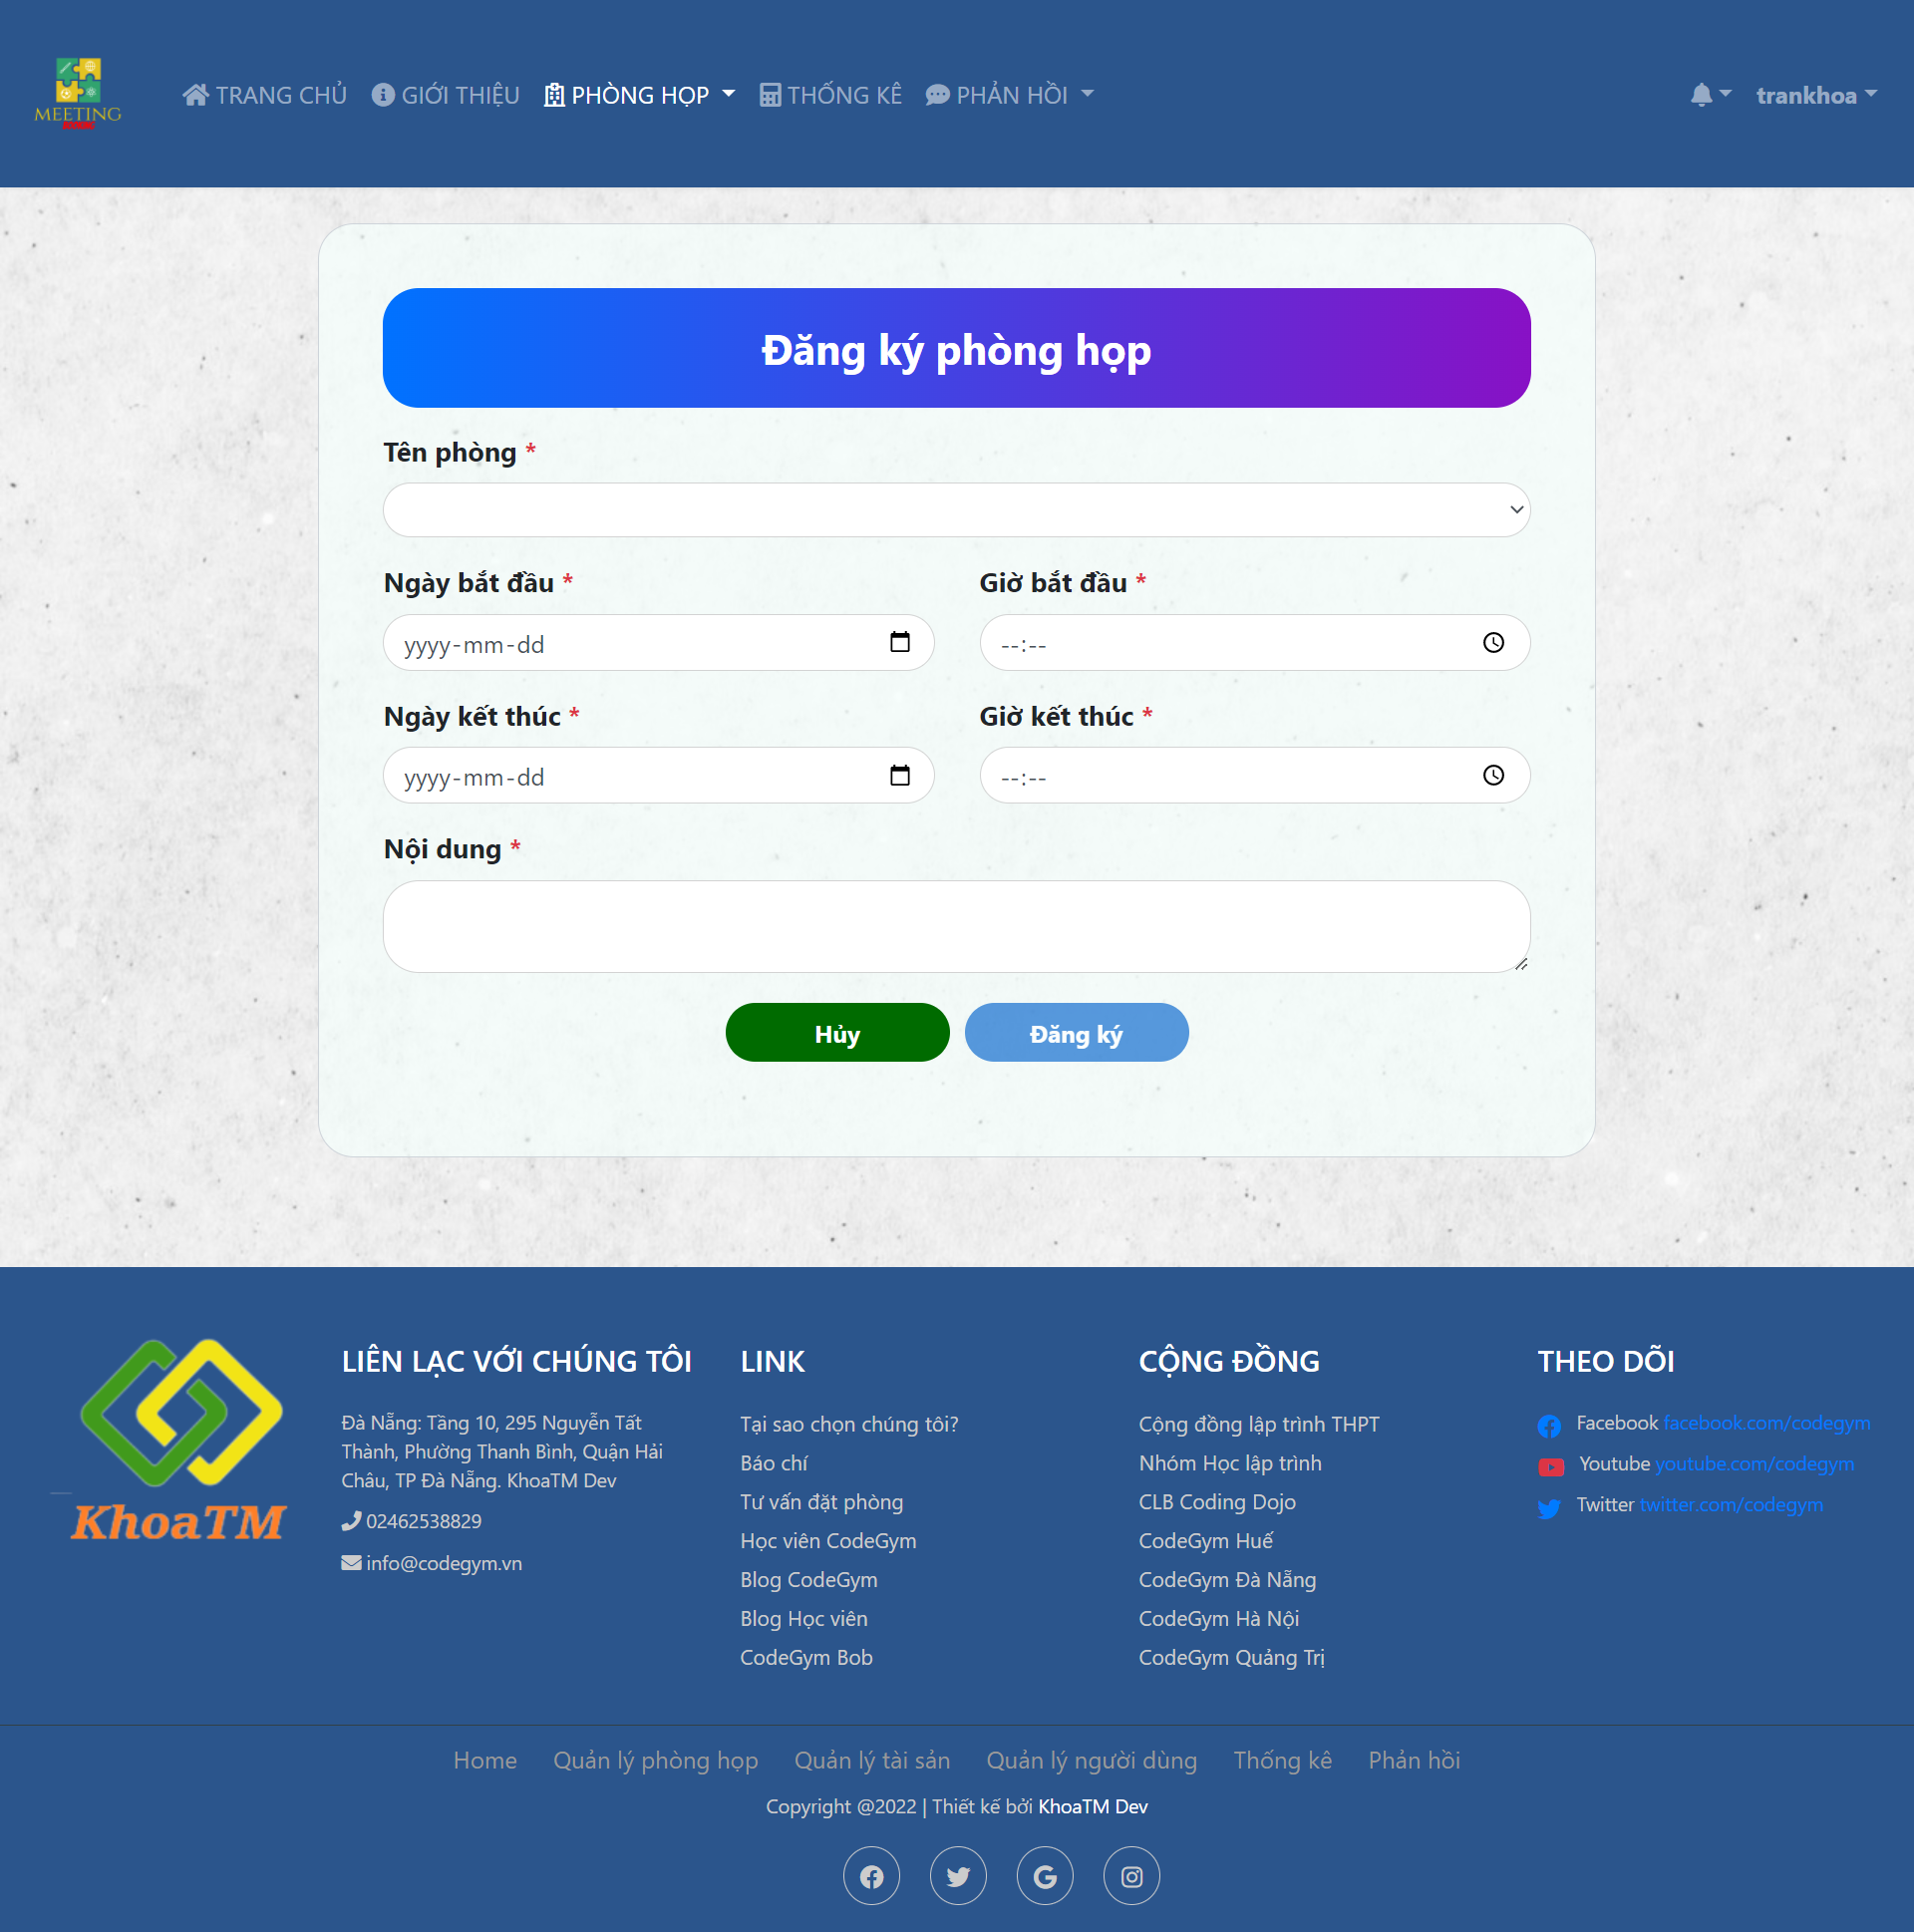 MEETING
TRANG CHỦ
GIỚI THIỆU
PHÒNG HỌP
THỐNG KÊ
PHẢN HỒI
trankhoa
Đăng ký phòng họp
Tên phòng *
Ngày bắt đầu *
Giờ bắt đầu *
yyyy-mm-dd
--:--
Ngày kết thúc *
Giờ kết thúc *
yyyy-mm-dd
--:--
Nội dung *
Hủy
Đăng ký
KhoaTM
LIÊN LẠC VỚI CHÚNG TÔI
Đà Nẵng: Tầng 10, 295 Nguyễn Tất
Thành, Phường Thanh Bình, Quận Hải
Châu, TP Đà Nẵng. KhoaTM Dev
02462538829
info@codegym.vn
LINK
Tại sao chọn chúng tôi?
Báo chí
Tư vấn đặt phòng
Học viên CodeGym
Blog CodeGym
Blog Học viên
CodeGym Bob
CỘNG ĐỒNG
Cộng đồng lập trình THPT
Nhóm Học lập trình
CLB Coding Dojo
CodeGym Huế
CodeGym Đà Nẵng
CodeGym Hà Nội
CodeGym Quảng Trị
THEO DÕI
Facebook facebook.com/codegym
Youtube youtube.com/codegym
Twitter twitter.com/codegym
Home
Quản lý phòng họp
Quản lý tài sản
Quản lý người dùng
Thống kê
Phản hồi
Copyright @2022 | Thiết kế bởi KhoaTM Dev